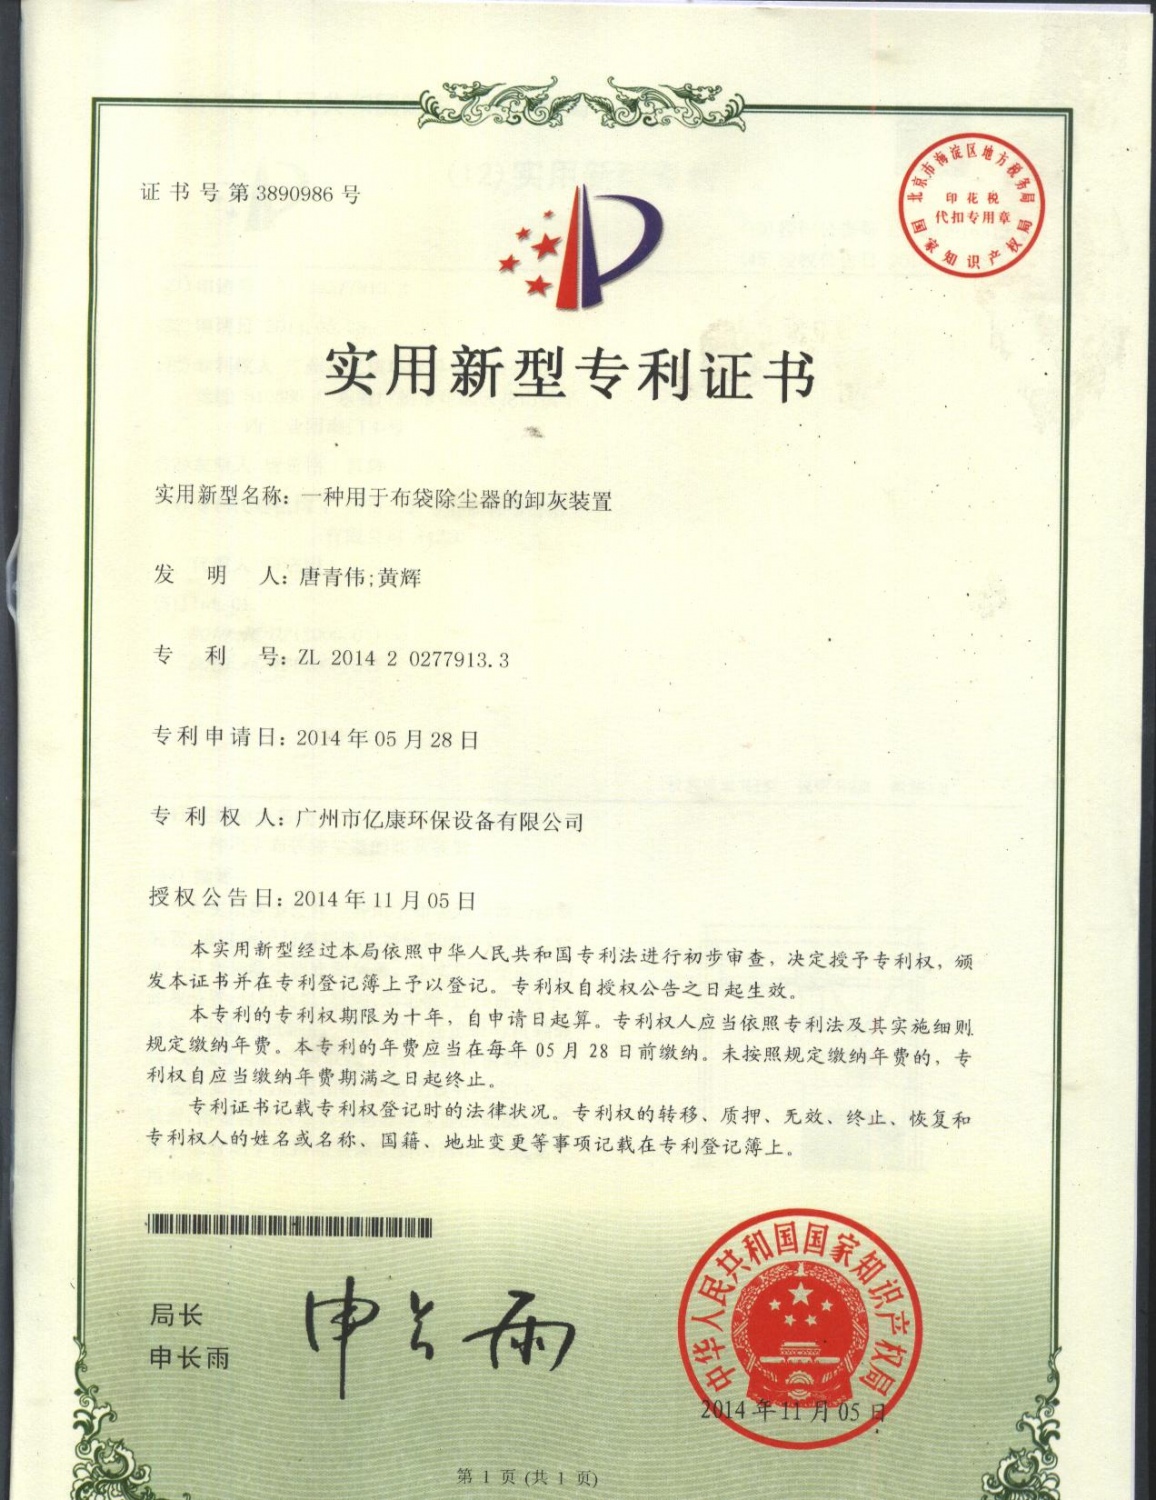 证书号第3890986号
北京市海淀区地方税务局
印花税
代扣专用章
国家知识产权局
实用新型专利证书
实用新型名称：一种用于布袋除尘器的卸灰装置
发明人：唐青伟;黄辉
专利号：ZL 2014 2 0277913.3
专利申请日：2014年05月28日
专利权人：广州市亿康环保设备有限公司
授权公告日：2014年11月05日
本实用新型经过本局依照中华人民共和国专利法进行初步审查，决定授予专利权，颁
发本证书并在专利登记簿上予以登记。专利权自授权公告之日起生效。
本专利的专利权期限为十年，自申请日起算。专利权人应当依照专利法及其实施细则
规定缴纳年费。本专利的年费应当在每年05月28日前缴纳。未按照规定缴纳年费的，专
利权自应当缴纳年费期满之日起终止。
专利证书记载专利权登记时的法律状况。专利权的转移、质押、无效、终止、恢复和
专利权人的姓名或名称、国籍、地址变更等事项记载在专利登记簿上。
局长
申长雨
申长雨
中华人民共和国国家知识产权局
2014年11月05日
第1页(共1页)